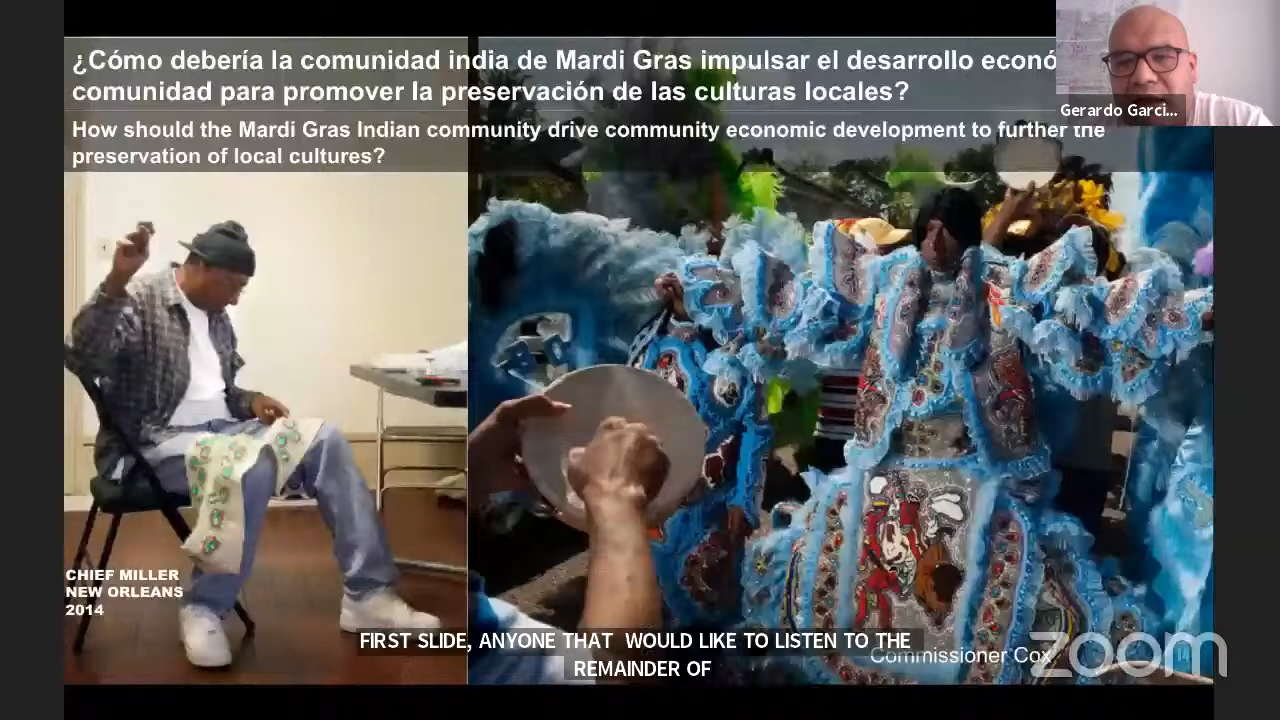 ¿Cómo debería la comunidad india de Mardi Gras impulsar el desarrollo econó
comunidad para promover la preservación de las culturas locales?
Gerardo Garci...
How should the Mardi Gras Indian community drive community economic development to further the
preservation of local cultures?
CHIEF MILLER
NEW ORLEANS
2014
FIRST SLIDE, ANYONE THAT WOULD LIKE TO LISTEN TO THE
REMAINDER OF
Commissioner Cox
zoom